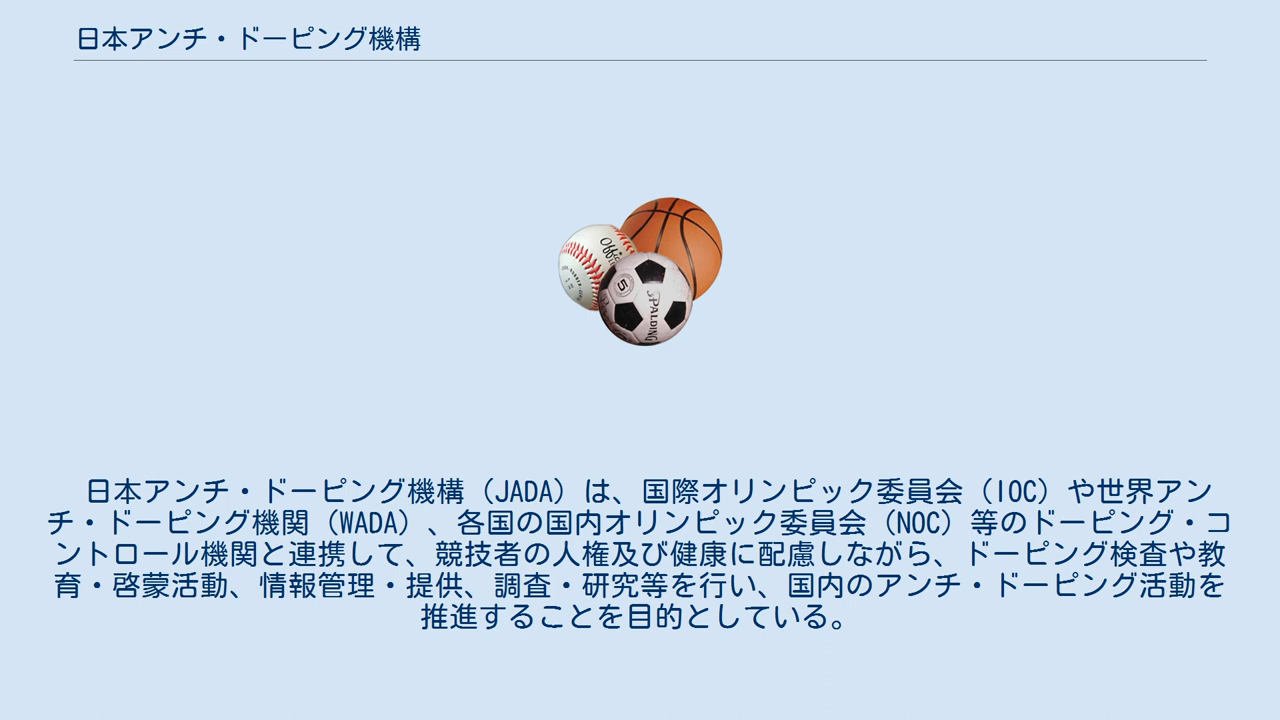 日本アンチ・ドーピング機構
Offic
5
SPALDING
日本アンチ・ドーピング機構（JADA）は、国際オリンピック委員会（IOC）や世界アン
チ・ドーピング機関（WADA）、各国の国内オリンピック委員会（NOC）等のドーピング・コ
ントロール機関と連携して、競技者の人権及び健康に配慮しながら、ドーピング検査や教
育・啓蒙活動、情報管理・提供、調査・研究等を行い、国内のアンチ・ドーピング活動を
推進することを目的としている。